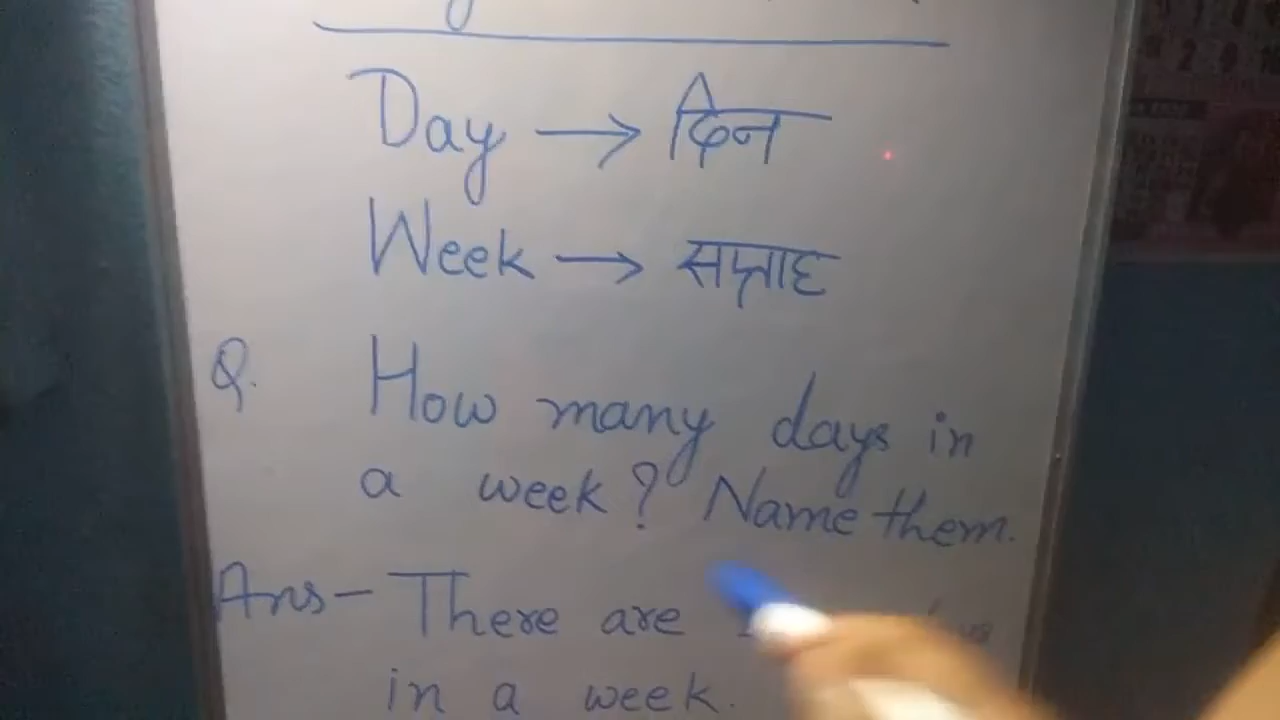 Day → दिन
Week → सप्ताह
Q. How many days in
a week? Name them.
Ans- There are
in a week.